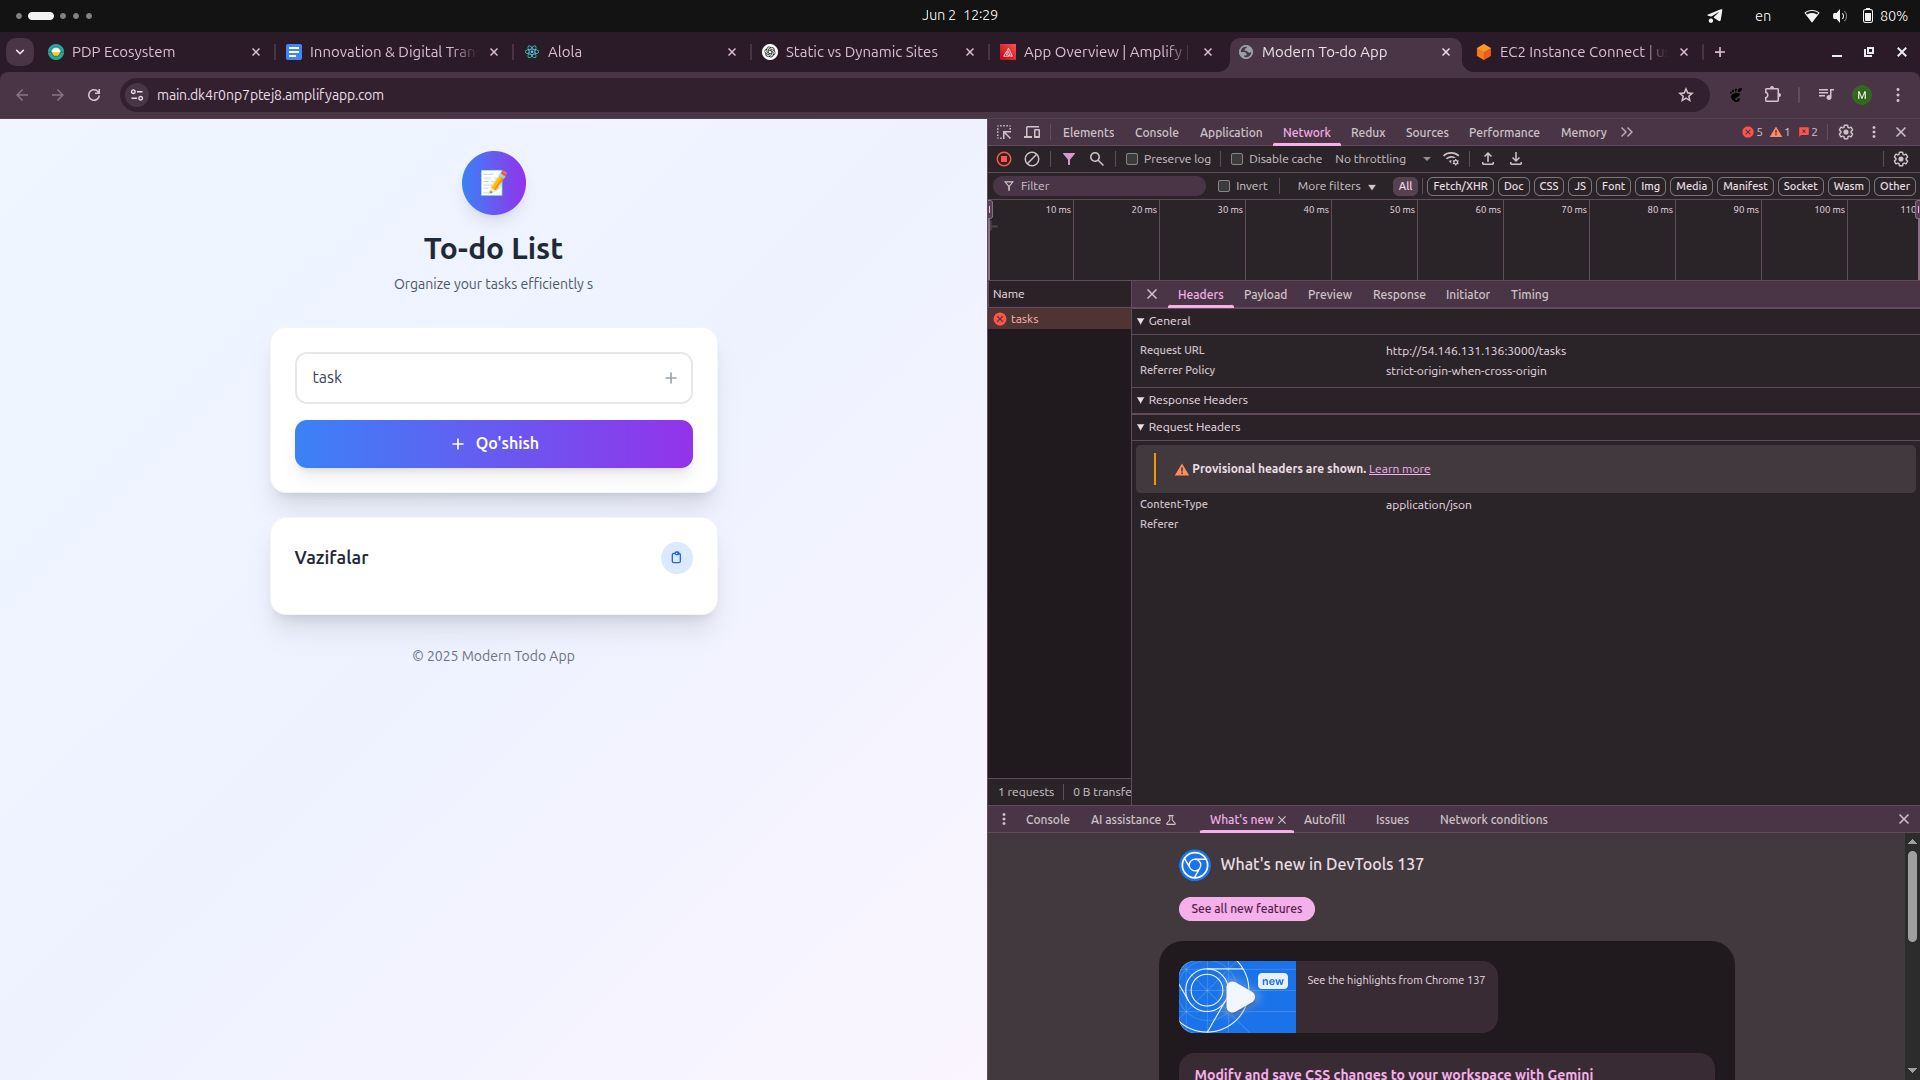 Jun 2 12:29
en
80%
PDP Ecosystem
Innovation & Digital Tran
Alola
Static vs Dynamic Sites
App Overview | Amplify
Modern To-do App
EC2 Instance Connect | u
main.dk4r0np7ptej8.amplifyapp.com
M
To-do List
Organize your tasks efficiently s
task
Qo'shish
Vazifalar
© 2025 Modern Todo App
Elements
Console
Application
Network
Redux
Sources
Performance
Memory
5
1
2
Preserve log
Disable cache
No throttling
Filter
Invert
More filters
All
Fetch/XHR
Doc
CSS
JS
Font
Img
Media
Manifest
Socket
Wasm
Other
10 ms
20 ms
30 ms
40 ms
50 ms
60 ms
70 ms
80 ms
90 ms
100 ms
110
Name
tasks
Headers
Payload
Preview
Response
Initiator
Timing
General
Request URL
http://54.146.131.136:3000/tasks
Referrer Policy
strict-origin-when-cross-origin
Response Headers
Request Headers
Provisional headers are shown. Learn more
Content-Type
application/json
Referer
1 requests
0 B transfe
Console
AI assistance
What's new
Autofill
Issues
Network conditions
What's new in DevTools 137
See all new features
new
See the highlights from Chrome 137
Modify and save CSS changes to your workspace with Gemini